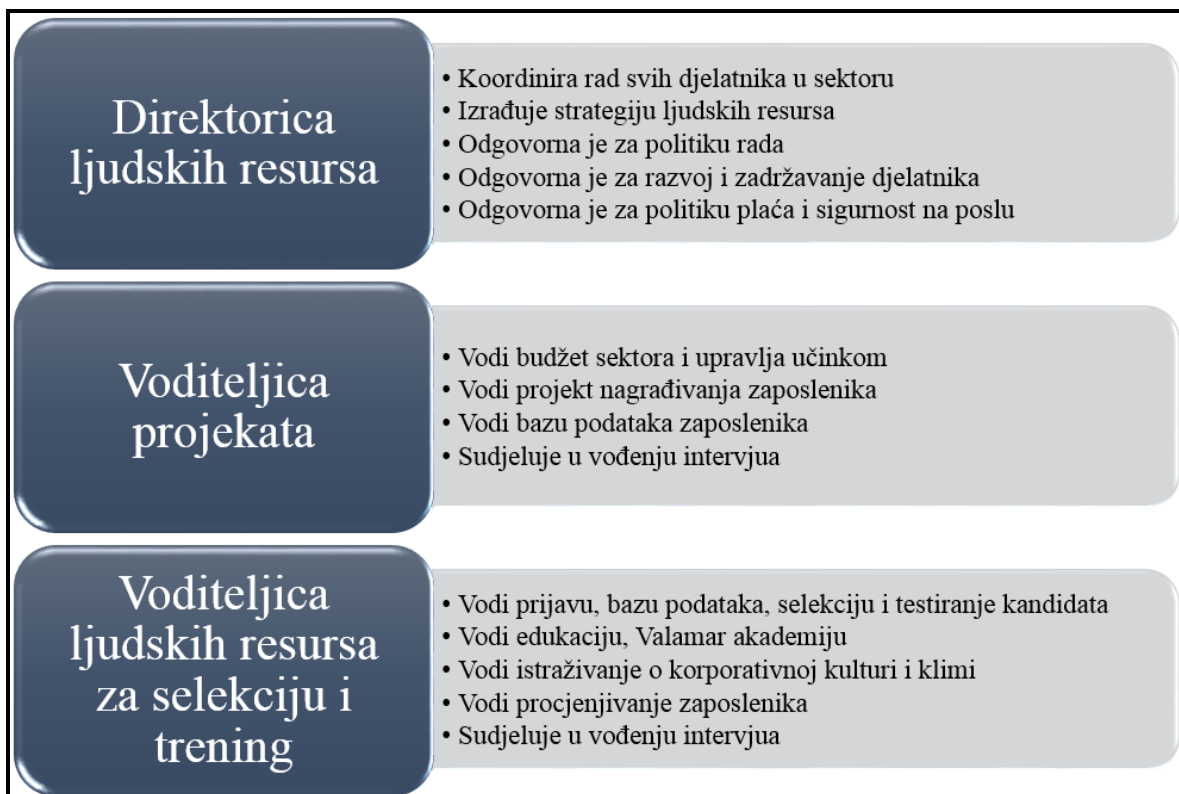 Direktorica
ljudskih resursa
• Koordinira rad svih djelatnika u sektoru
• Izrađuje strategiju ljudskih resursa
• Odgovorna je za politiku rada
• Odgovorna je za razvoj i zadržavanje djelatnika
• Odgovorna je za politiku plaća i sigurnost na poslu
Voditeljica
projekata
• Vodi budžet sektora i upravlja učinkom
• Vodi projekt nagrađivanja zaposlenika
• Vodi bazu podataka zaposlenika
• Sudjeluje u vođenju intervjua
Voditeljica
ljudskih resursa
za selekciju i
trening
• Vodi prijavu, bazu podataka, selekciju i testiranje kandidata
• Vodi edukaciju, Valamar akademiju
• Vodi istraživanje o korporativnoj kulturi i klimi
• Vodi procjenjivanje zaposlenika
• Sudjeluje u vođenju intervjua